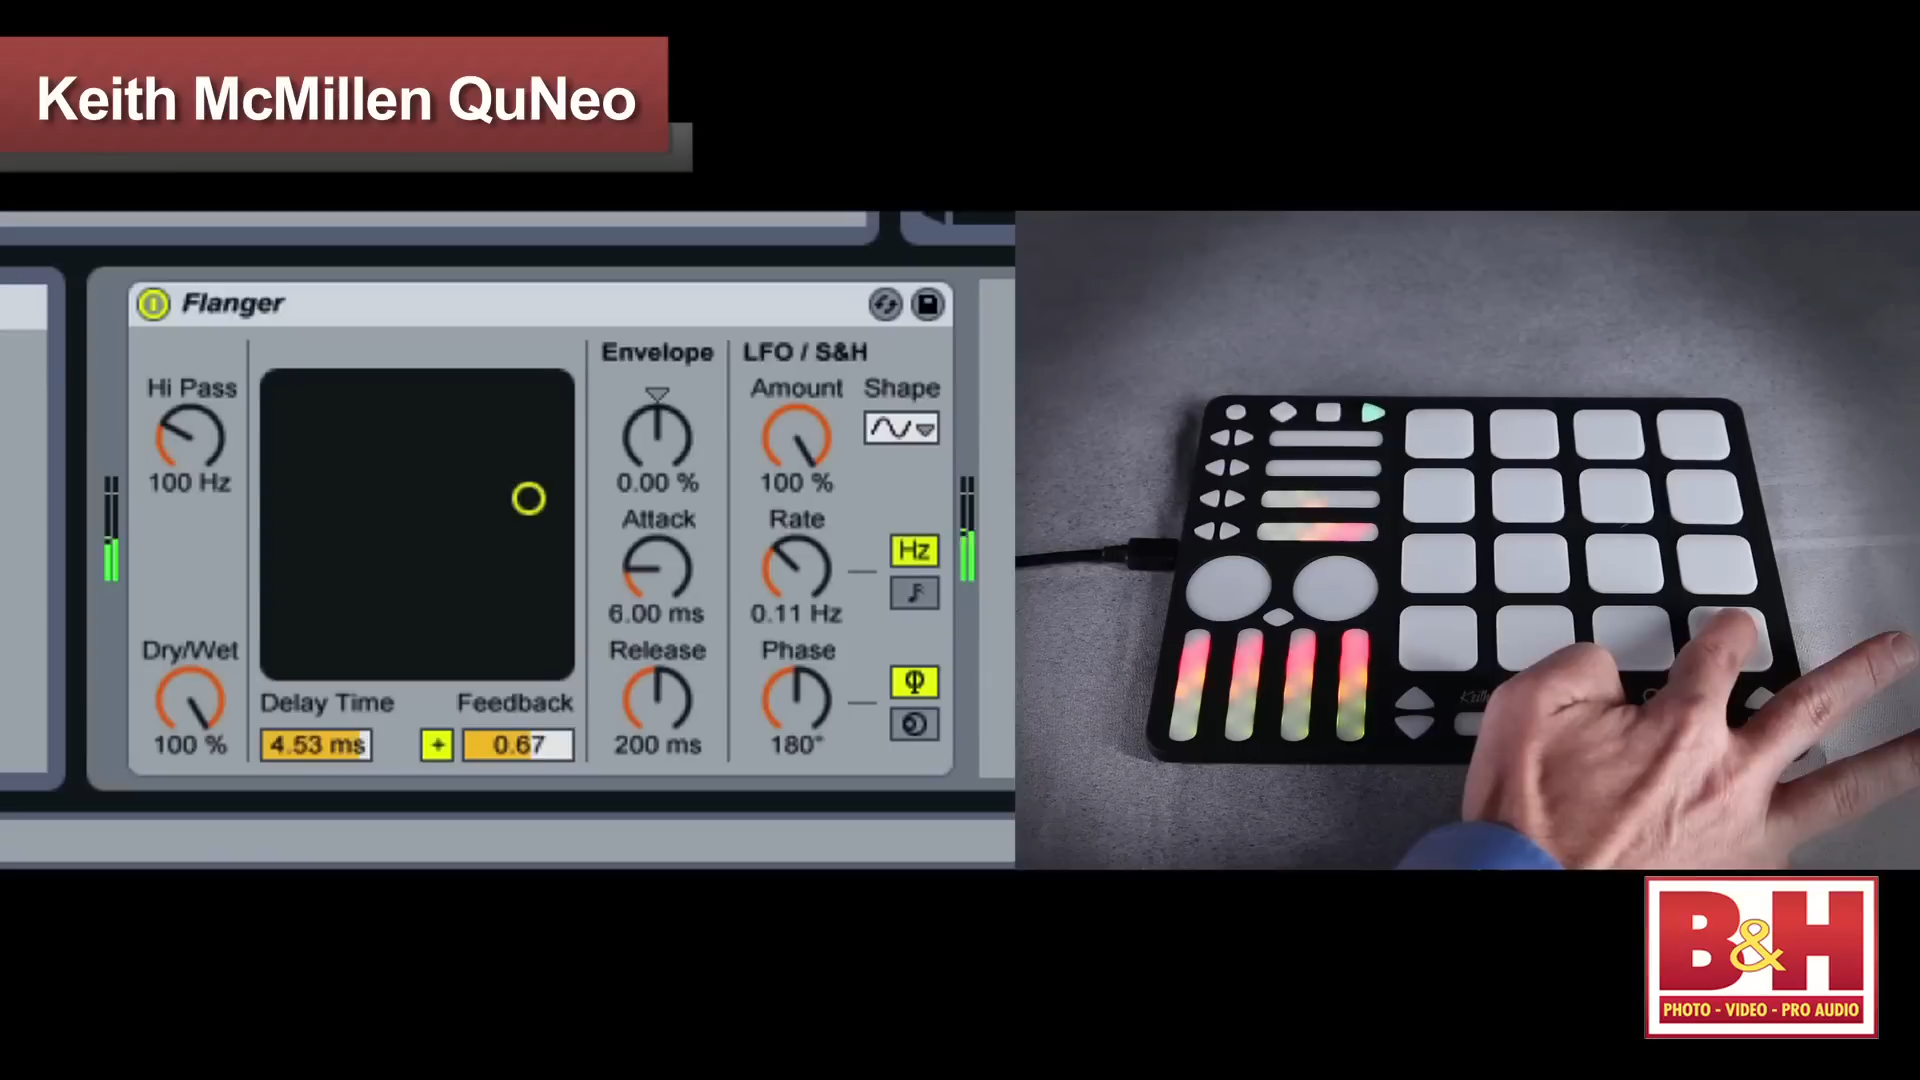 Keith McMillen QuNeo
Flanger
Envelope
LFO / S&H
Hi Pass
Amount
Shape
100 Hz
0.00 %
100 %
Attack
Rate
Hz
6.00 ms
0.11 Hz
Dry/Wet
Release
Phase
Φ
Delay Time
Feedback
100 %
4.53 ms
+
0.67
200 ms
180°
Keith
B&H
PHOTO - VIDEO - PRO AUDIO